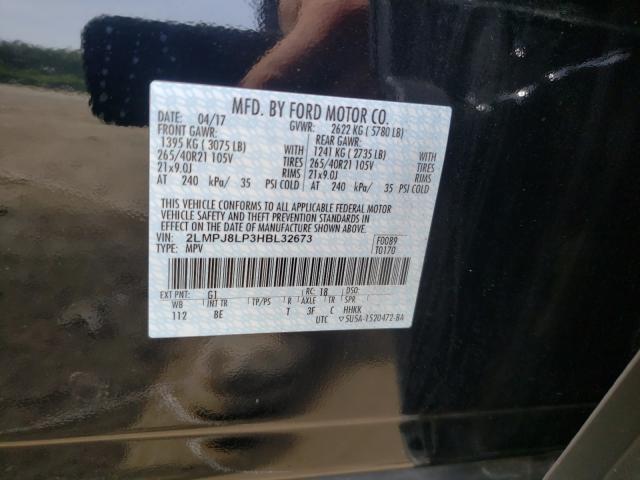 MFD. BY FORD MOTOR CO.
DATE: 04/17 GVWR: 2622 KG ( 5780 LB)
FRONT GAWR: REAR GAWR:
1395 KG ( 3075 LB) WITH 1241 KG ( 2735 LB) WITH
265/40R21 105V TIRES 265/40R21 105V TIRES
21x9.0J RIMS 21x9.0J RIMS
AT 240 kPa/ 35 PSI COLD AT 240 kPa/ 35 PSI COLD
THIS VEHICLE CONFORMS TO ALL APPLICABLE FEDERAL MOTOR
VEHICLE SAFETY AND THEFT PREVENTION STANDARDS IN
EFFECT ON THE DATE OF MANUFACTURE SHOWN ABOVE.
VIN: 2LMPJ8LP3HBL32673 F0089
TYPE: MPV T0170
EXT PNT: G1 RC: 18 DSO:
WB INT TR TP/PS R AXLE TR SPR
112 BE T 3F C HHKK
UTC ▽5U5A-1520472-BA